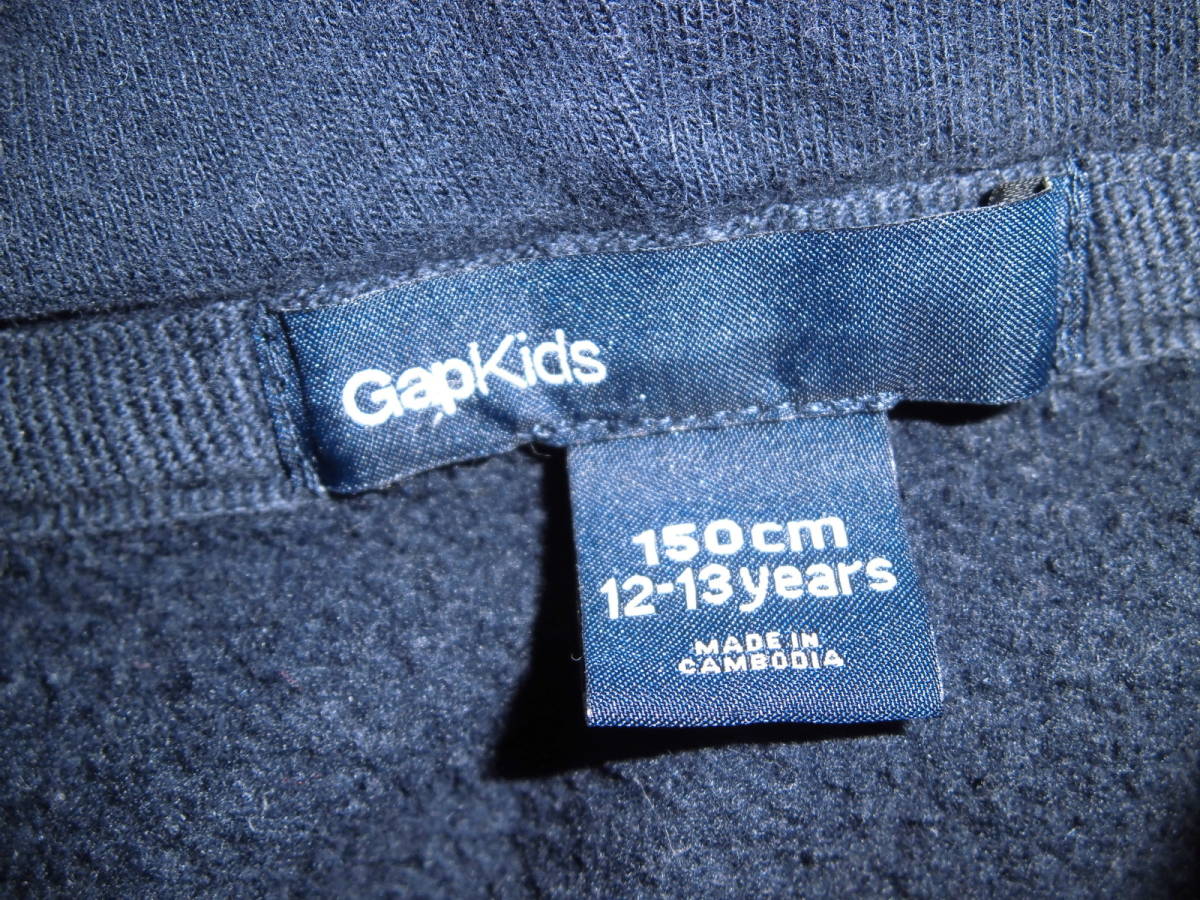 GapKids
150cm
12-13years
MADE IN
CAMBODIA